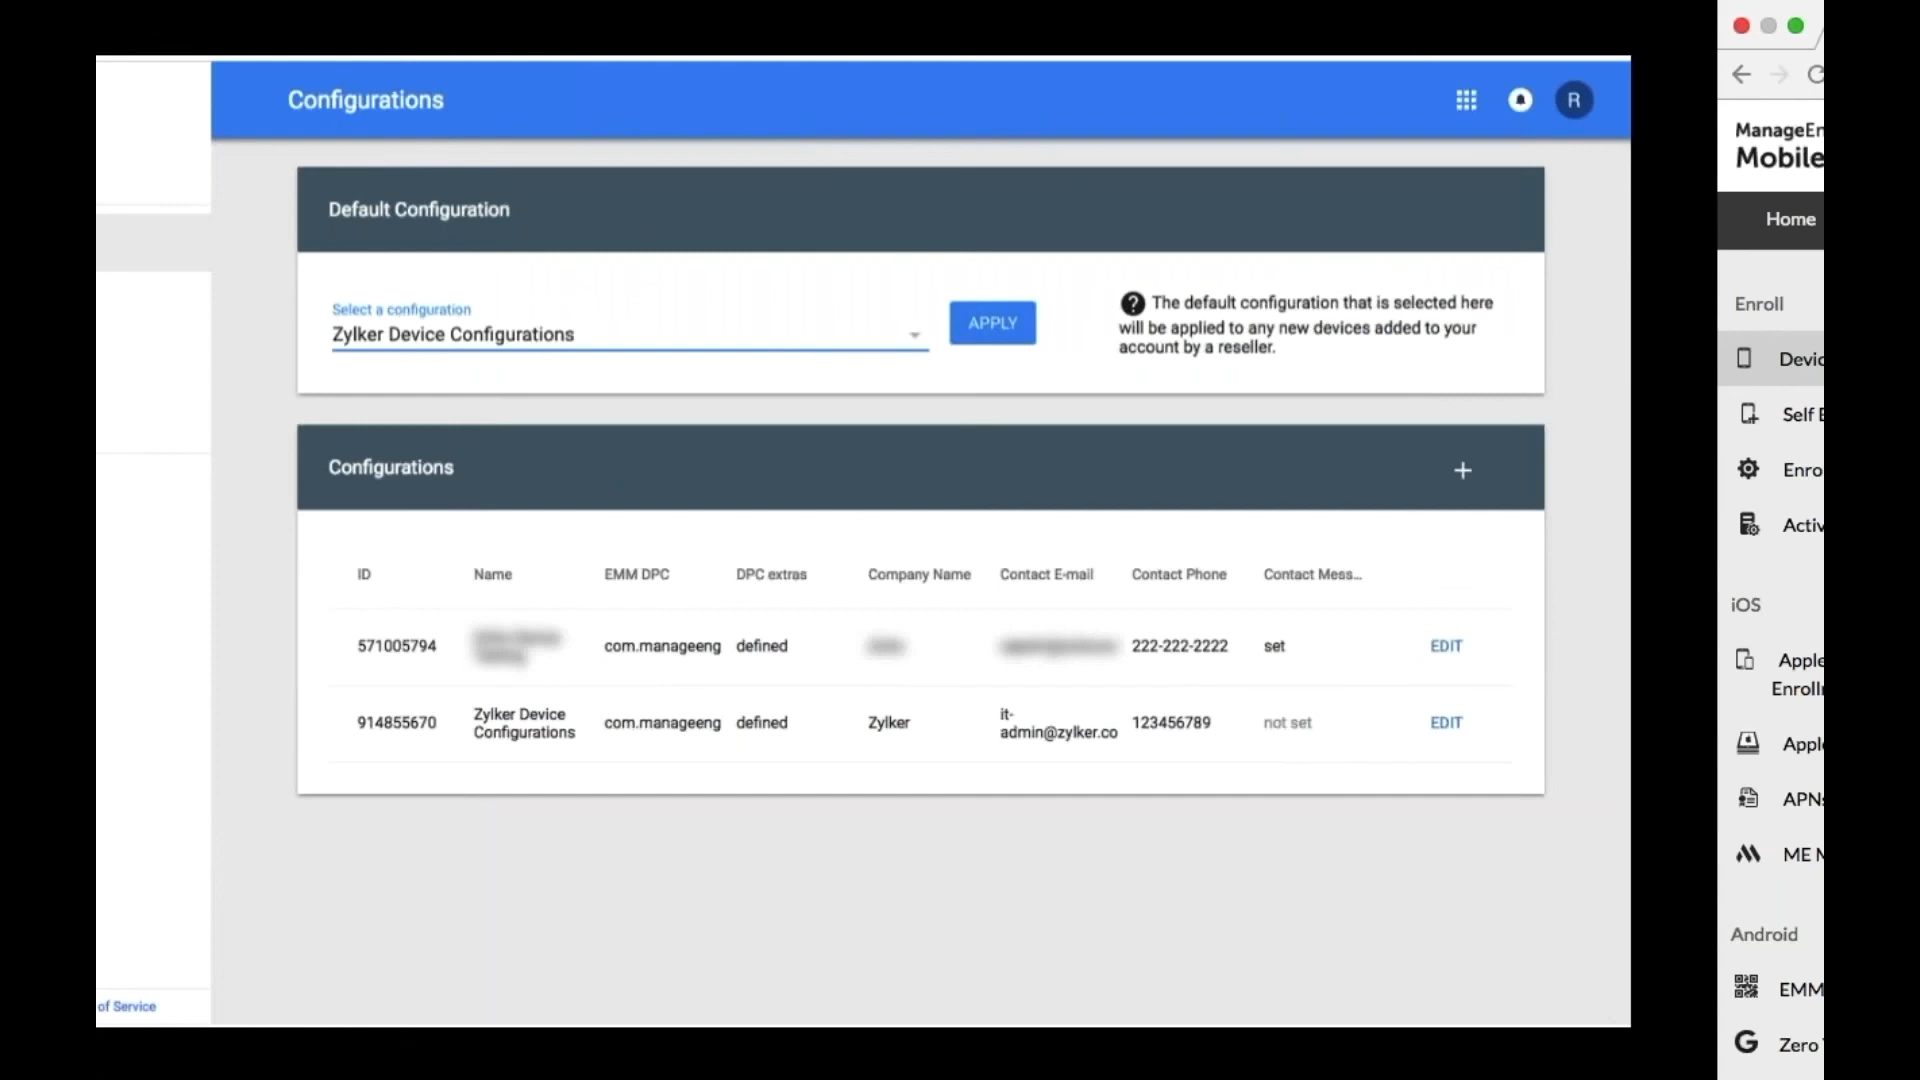 Configurations
R
Default Configuration
Select a configuration
Zylker Device Configurations
APPLY
The default configuration that is selected here
will be applied to any new devices added to your
account by a reseller.
Configurations
+
ID Name EMM DPC DPC extras Company Name Contact E-mail Contact Phone Contact Mess...
571005794 com.manageeng defined 222-222-2222 set EDIT
914855670 Zylker Device
Configurations com.manageeng defined Zylker it-
admin@zylker.co 123456789 not set EDIT
of Service
ManageEn
Mobile
Home
Enroll
Devic
Self E
Enro
Activ
iOS
Apple
Enrollr
Appl
APNs
ME M
Android
EMM
Zero